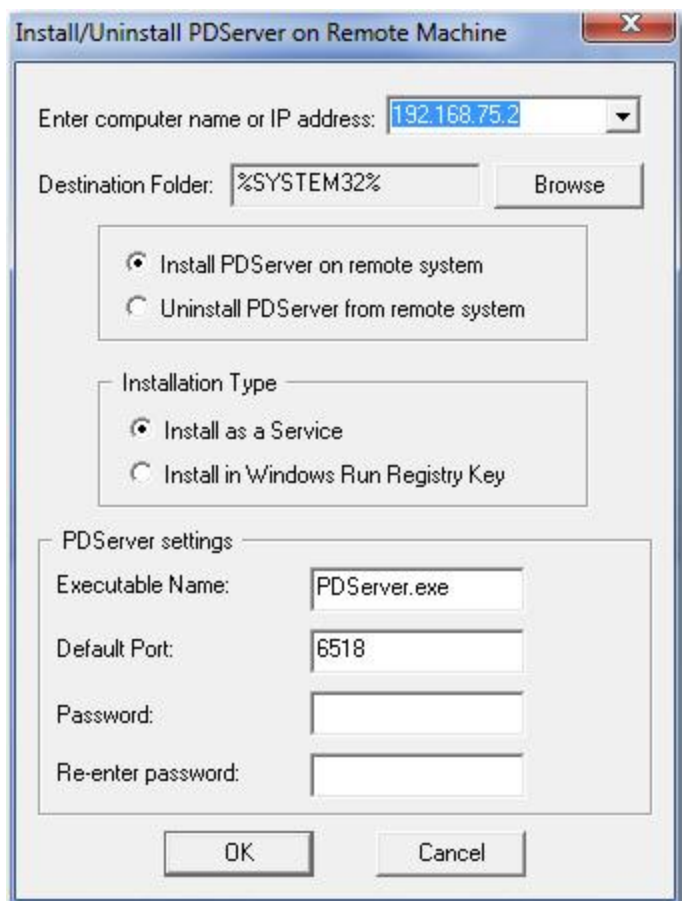 Install/Uninstall PDServer on Remote Machine
Enter computer name or IP address: 192.168.75.2
Destination Folder: %SYSTEM32% Browse
Install PDServer on remote system
Uninstall PDServer from remote system
Installation Type
Install as a Service
Install in Windows Run Registry Key
PDServer settings
Executable Name: PDServer.exe
Default Port: 6518
Password:
Re-enter password:
OK Cancel